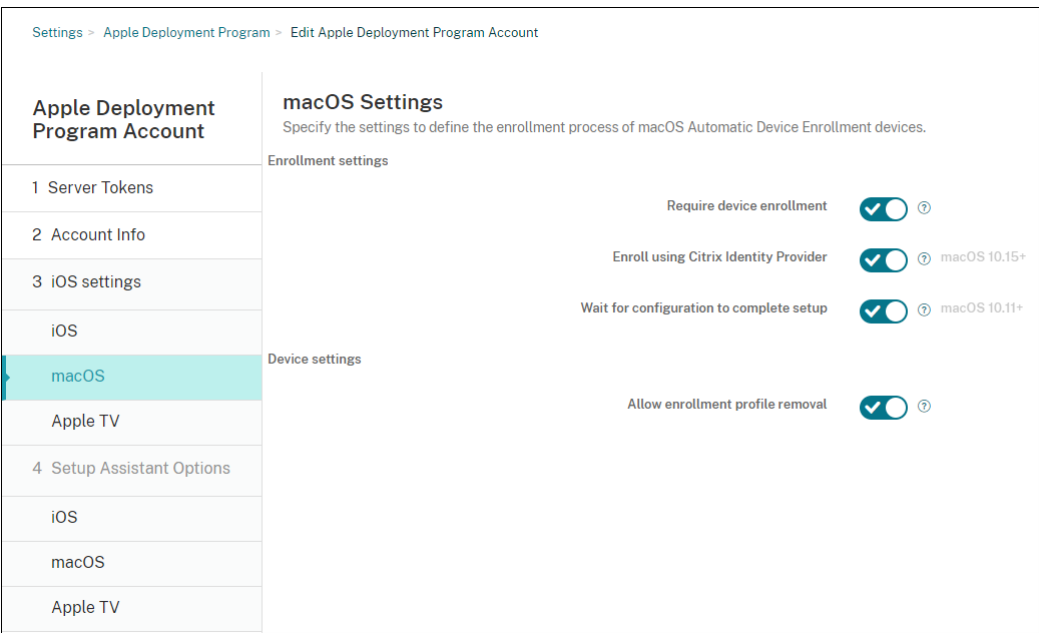 Settings > Apple Deployment Program > Edit Apple Deployment Program Account
Apple Deployment
Program Account
1 Server Tokens
2 Account Info
3 iOS settings
iOS
macOS
Apple TV
4 Setup Assistant Options
iOS
macOS
Apple TV
macOS Settings
Specify the settings to define the enrollment process of macOS Automatic Device Enrollment devices.
Enrollment settings
Require device enrollment ?
Enroll using Citrix Identity Provider ? macOS 10.15+
Wait for configuration to complete setup ? macOS 10.11+
Device settings
Allow enrollment profile removal ?